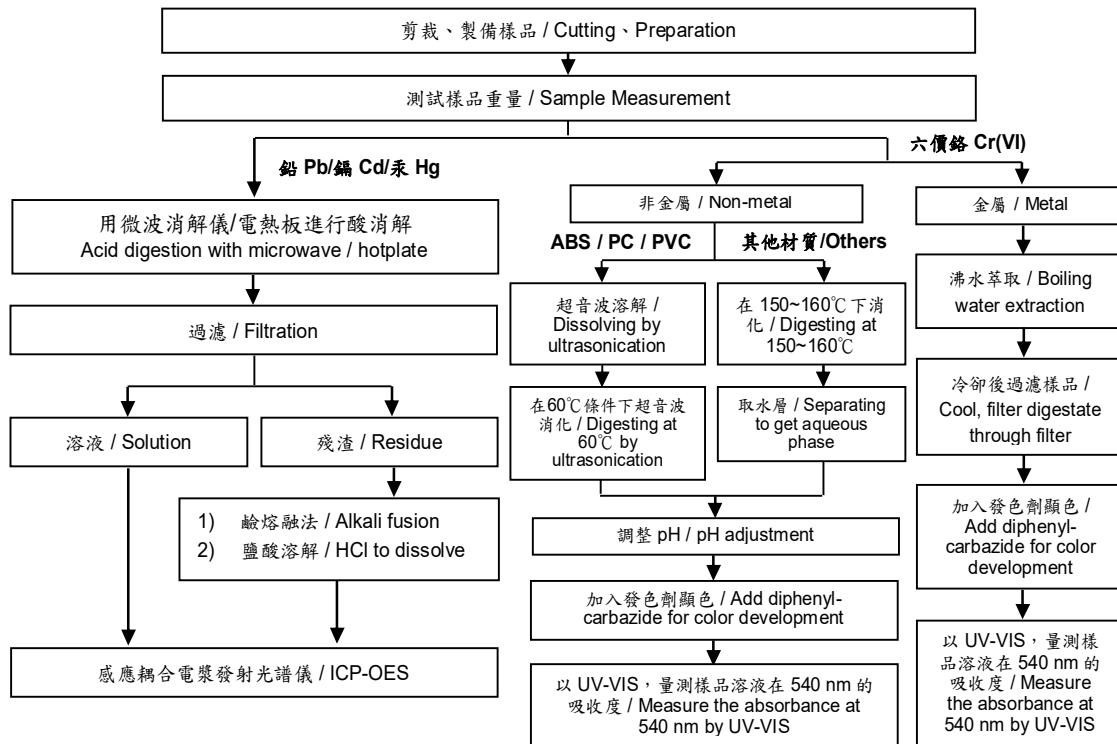 剪裁、製備樣品 / Cutting、Preparation
測試樣品重量 / Sample Measurement
鉛 Pb/鎘 Cd/汞 Hg
六價鉻 Cr(VI)
用微波消解儀/電熱板進行酸消解
Acid digestion with microwave / hotplate
過濾 / Filtration
溶液 / Solution
殘渣 / Residue
1) 鹼熔融法 / Alkali fusion
2) 鹽酸溶解 / HCl to dissolve
感應耦合電漿發射光譜儀 / ICP-OES
非金屬 / Non-metal
ABS / PC / PVC
其他材質/Others
超音波溶解 /
Dissolving by
ultrasonication
在60℃條件下超音波
消化 / Digesting at
60℃ by
ultrasonication
在 150~160℃下消
化 / Digesting at
150~160℃
取水層 / Separating
to get aqueous
phase
調整 pH / pH adjustment
加入發色劑顯色 / Add diphenyl-
carbazide for color development
以 UV-VIS，量測樣品溶液在 540 nm 的
吸收度 / Measure the absorbance at
540 nm by UV-VIS
金屬 / Metal
沸水萃取 / Boiling
water extraction
冷卻後過濾樣品 /
Cool, filter digestate
through filter
加入發色劑顯色 /
Add diphenyl-
carbazide for color
development
以 UV-VIS，量測樣
品溶液在 540 nm 的
吸收度 / Measure
the absorbance at
540 nm by UV-VIS